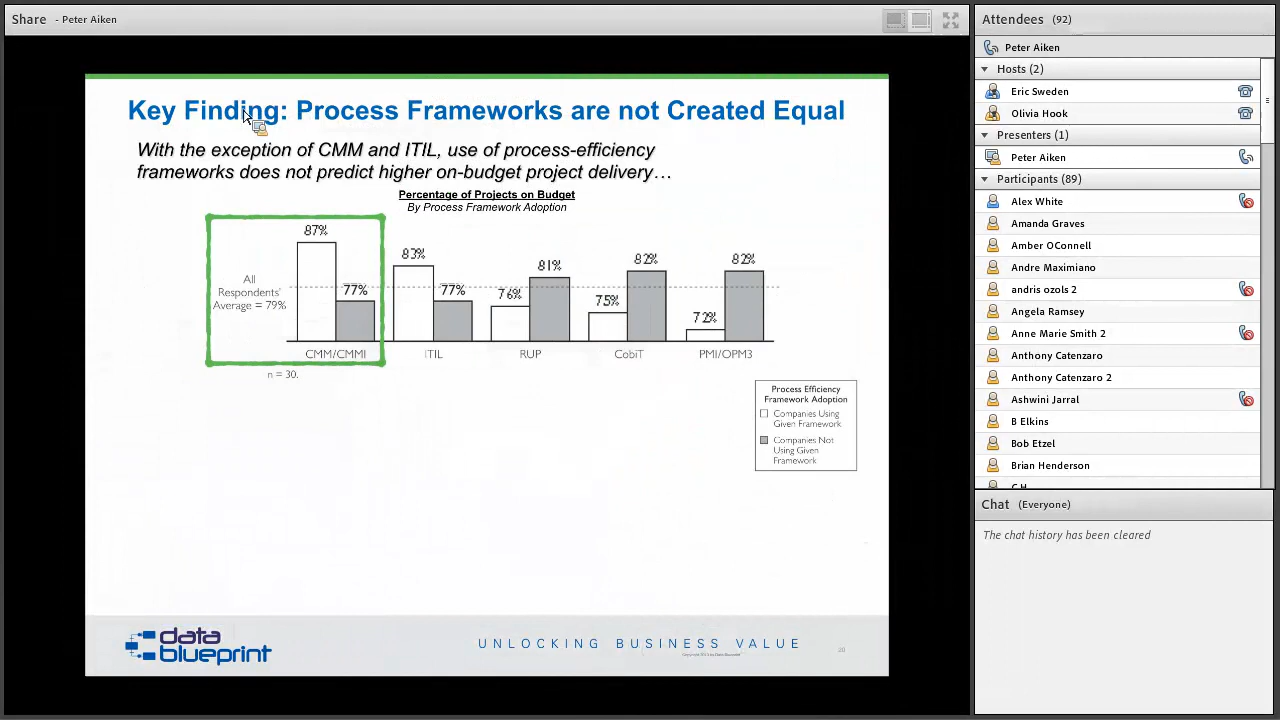 Share - Peter Aiken
Key Finding: Process Frameworks are not Created Equal
With the exception of CMM and ITIL, use of process-efficiency
frameworks does not predict higher on-budget project delivery…
Percentage of Projects on Budget
By Process Framework Adoption
87%
83%
81%
82%
82%
All
Respondents'
Average = 79%
77%
77%
76%
75%
72%
CMM/CMMI
ITIL
RUP
CobiT
PMI/OPM3
n = 30.
Process Efficiency
Framework Adoption
Companies Using
Given Framework
Companies Not
Using Given
Framework
data
blueprint
UNLOCKING BUSINESS VALUE
Attendees (92)
Peter Aiken
Hosts (2)
Eric Sweden
Olivia Hook
Presenters (1)
Peter Aiken
Participants (89)
Alex White
Amanda Graves
Amber OConnell
Andre Maximiano
andris ozols 2
Angela Ramsey
Anne Marie Smith 2
Anthony Catenzaro
Anthony Catenzaro 2
Ashwini Jarral
B Elkins
Bob Etzel
Brian Henderson
Chat (Everyone)
The chat history has been cleared